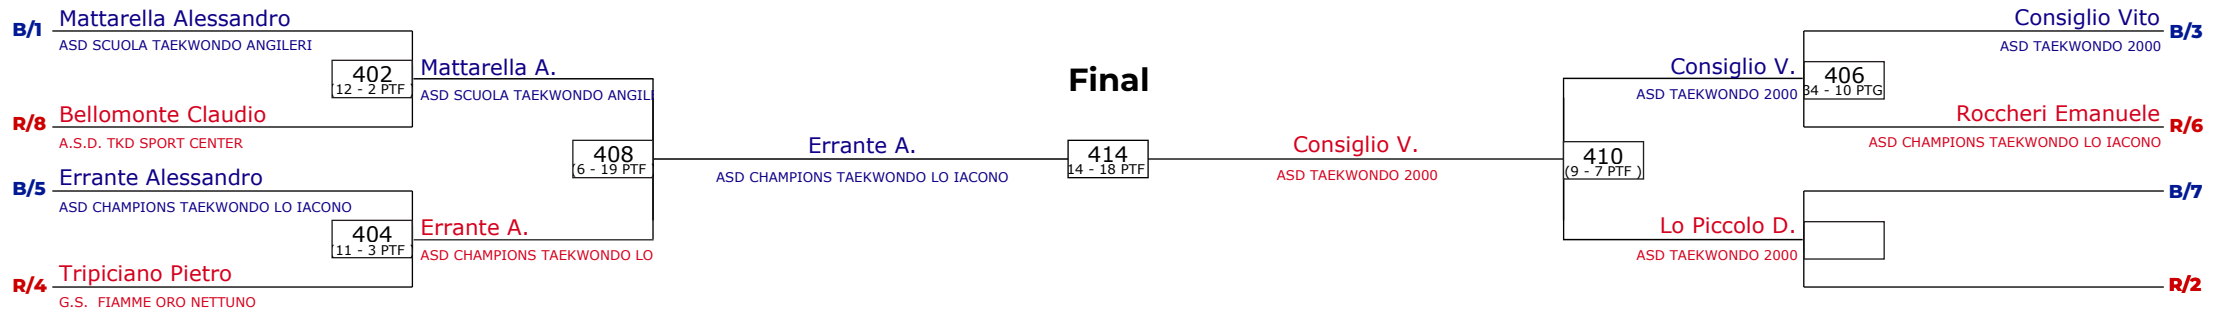 B/1 Mattarella Alessandro
ASD SCUOLA TAEKWONDO ANGILERI
402
(12 - 2 PTF )
R/8 Bellomonte Claudio
A.S.D. TKD SPORT CENTER
B/5 Errante Alessandro
ASD CHAMPIONS TAEKWONDO LO IACONO
404
(11 - 3 PTF )
R/4 Tripiciano Pietro
G.S. FIAMME ORO NETTUNO
Mattarella A.
ASD SCUOLA TAEKWONDO ANGIL
408
(6 - 19 PTF
Errante A.
ASD CHAMPIONS TAEKWONDO LO
Errante A.
ASD CHAMPIONS TAEKWONDO LO IACONO
Final
414
14 - 18 PTF
Consiglio V.
ASD TAEKWONDO 2000
410
(9 - 7 PTF )
Consiglio V.
ASD TAEKWONDO 2000
Lo Piccolo D.
ASD TAEKWONDO 2000
Consiglio Vito B/3
ASD TAEKWONDO 2000
406
34 - 10 PTG
Roccheri Emanuele R/6
ASD CHAMPIONS TAEKWONDO LO IACONO
B/7
R/2